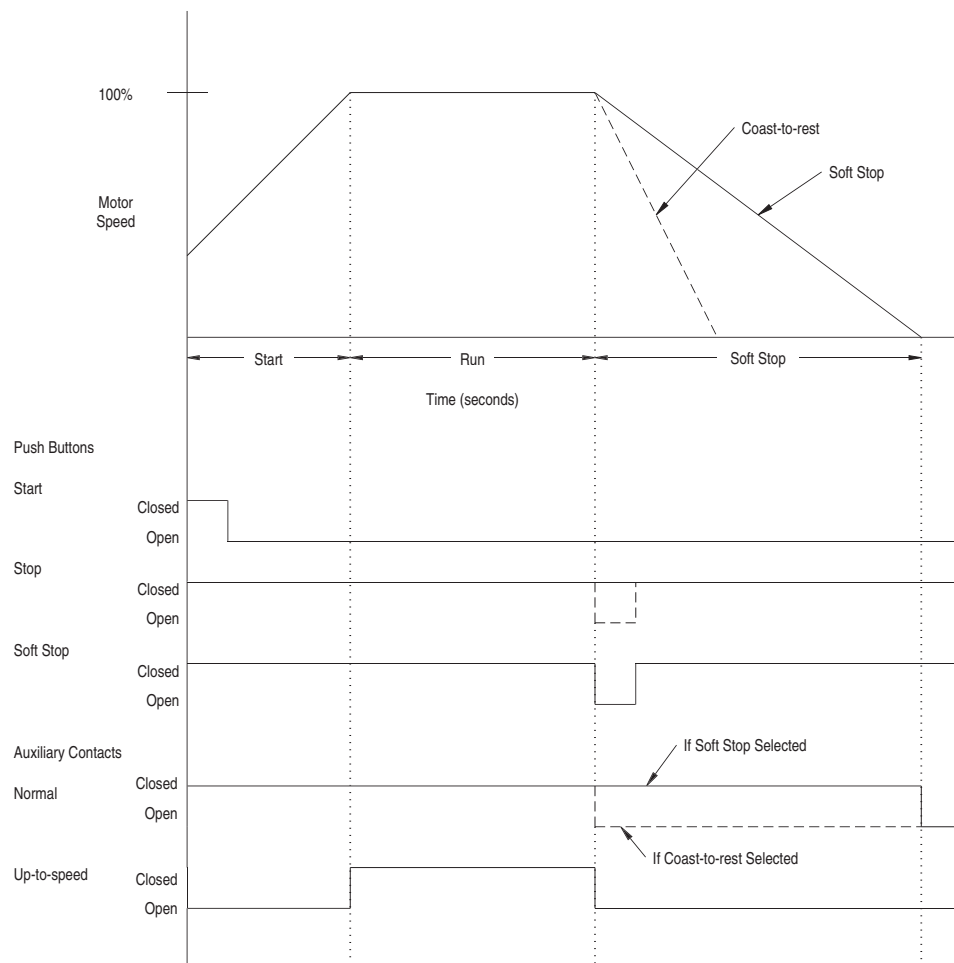 100%
Coast-to-rest
Soft Stop
Motor
Speed
Start
Run
Soft Stop
Time (seconds)
Push Buttons
Start
Closed
Open
Stop
Closed
Open
Soft Stop
Closed
Open
If Soft Stop Selected
Auxiliary Contacts
Closed
Normal
Open
If Coast-to-rest Selected
Up-to-speed
Closed
Open